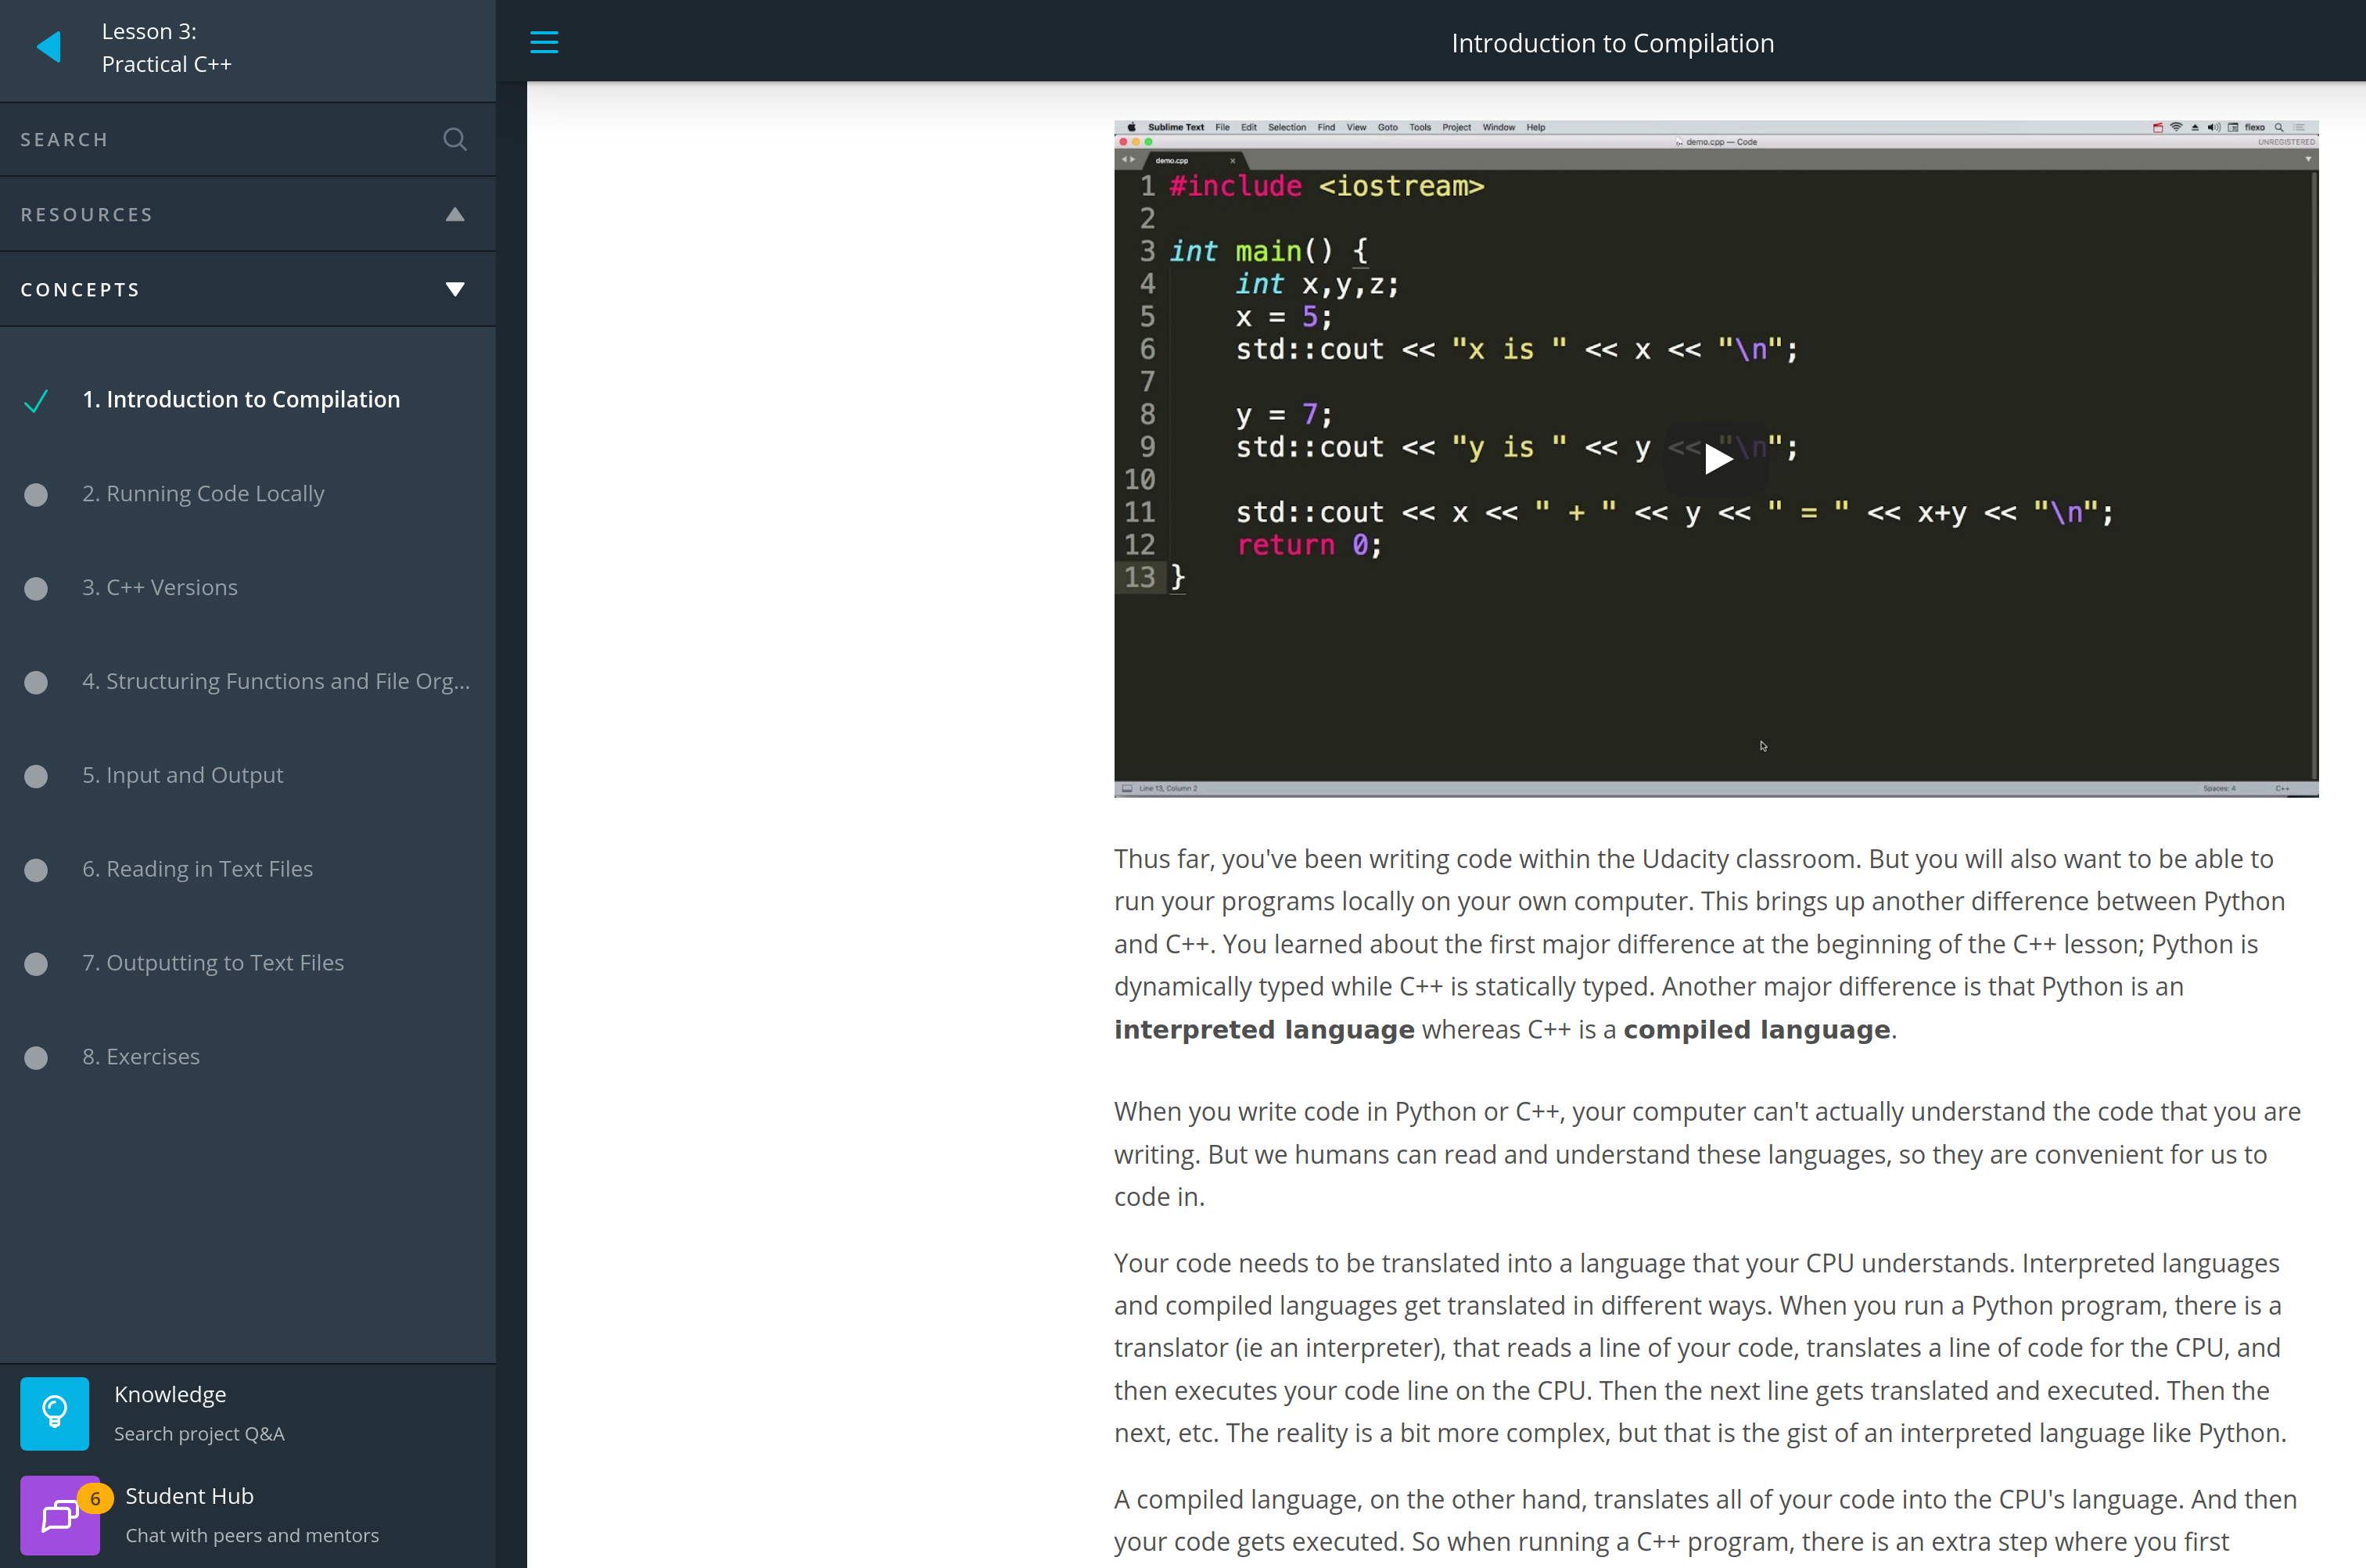 Lesson 3:
Practical C++
SEARCH
RESOURCES
CONCEPTS
1. Introduction to Compilation
2. Running Code Locally
3. C++ Versions
4. Structuring Functions and File Org...
5. Input and Output
6. Reading in Text Files
7. Outputting to Text Files
8. Exercises
Knowledge
Search project Q&A
6
Student Hub
Chat with peers and mentors
Introduction to Compilation
Sublime Text File Edit Selection Find View Goto Tools Project Window Help flexo
demo.cpp — Code UNREGISTERED
demo.cpp
1 #include <iostream>
2
3 int main() {
4 int x,y,z;
5 x = 5;
6 std::cout << "x is " << x << "\n";
7
8 y = 7;
9 std::cout << "y is " << y << "\n";
10
11 std::cout << x << " + " << y << " = " << x+y << "\n";
12 return 0;
13 }
Line 13, Column 2 Spaces: 4 C++
Thus far, you've been writing code within the Udacity classroom. But you will also want to be able to
run your programs locally on your own computer. This brings up another difference between Python
and C++. You learned about the first major difference at the beginning of the C++ lesson; Python is
dynamically typed while C++ is statically typed. Another major difference is that Python is an
interpreted language whereas C++ is a compiled language.
When you write code in Python or C++, your computer can't actually understand the code that you are
writing. But we humans can read and understand these languages, so they are convenient for us to
code in.
Your code needs to be translated into a language that your CPU understands. Interpreted languages
and compiled languages get translated in different ways. When you run a Python program, there is a
translator (ie an interpreter), that reads a line of your code, translates a line of code for the CPU, and
then executes your code line on the CPU. Then the next line gets translated and executed. Then the
next, etc. The reality is a bit more complex, but that is the gist of an interpreted language like Python.
A compiled language, on the other hand, translates all of your code into the CPU's language. And then
your code gets executed. So when running a C++ program, there is an extra step where you first